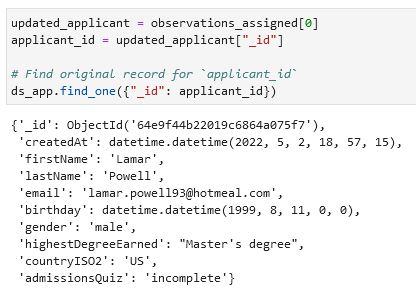 updated_applicant = observations_assigned[0]
applicant_id = updated_applicant["_id"]
# Find original record for `applicant_id`
ds_app.find_one({"_id": applicant_id})
{'_id': ObjectId('64e9f44b22019c6864a075f7'),
'createdAt': datetime.datetime(2022, 5, 2, 18, 57, 15),
'firstName': 'Lamar',
'lastName': 'Powell',
'email': 'lamar.powell93@hotmeal.com',
'birthday': datetime.datetime(1999, 8, 11, 0, 0),
'gender': 'male',
'highestDegreeEarned': "Master's degree",
'countryISO2': 'US',
'admissionsQuiz': 'incomplete'}